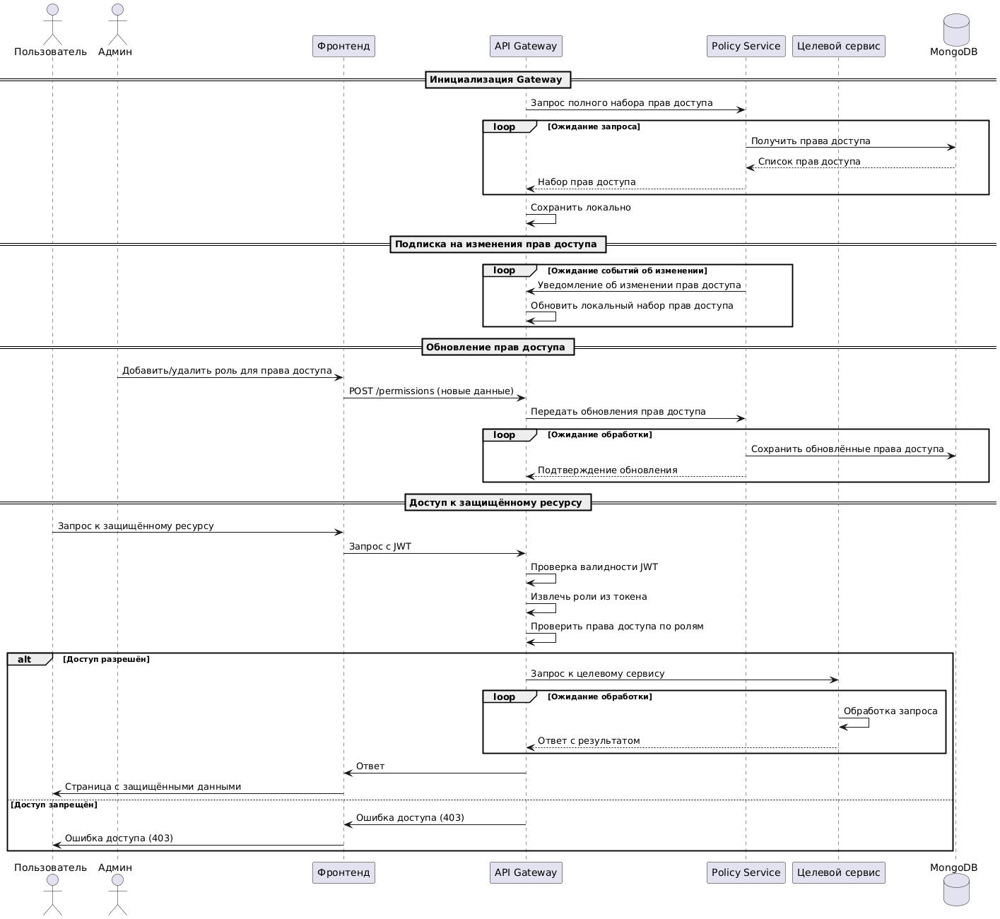 Пользователь
Админ
Фронтенд
API Gateway
Policy Service
Целевой сервис
MongoDB
Инициализация Gateway
Запрос полного набора прав доступа
loop [Ожидание запроса]
Получить права доступа
Список прав доступа
Набор прав доступа
Сохранить локально
Подписка на изменения прав доступа
loop [Ожидание событий об изменении]
Уведомление об изменении прав доступа
Обновить локальный набор прав доступа
Обновление прав доступа
Добавить/удалить роль для права доступа
POST /permissions (новые данные)
Передать обновления прав доступа
loop [Ожидание обработки]
Сохранить обновлённые права доступа
Подтверждение обновления
Доступ к защищённому ресурсу
Запрос к защищённому ресурсу
Запрос с JWT
Проверка валидности JWT
Извлечь роли из токена
Проверить права доступа по ролям
alt [Доступ разрешён]
Запрос к целевому сервису
loop [Ожидание обработки]
Обработка запроса
Ответ с результатом
Ответ
Страница с защищёнными данными
[Доступ запрещён]
Ошибка доступа (403)
Ошибка доступа (403)
Пользователь
Админ
Фронтенд
API Gateway
Policy Service
Целевой сервис
MongoDB